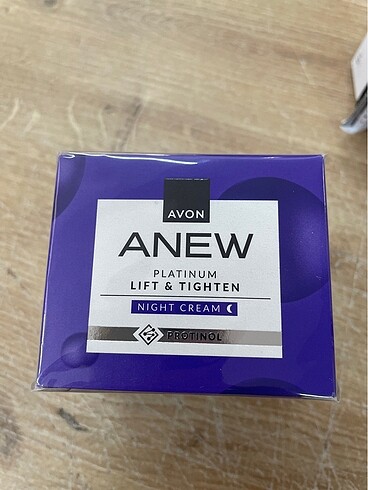 AVON
ANEW
PLATINUM
LIFT & TIGHTEN
NIGHT CREAM
PROTINOL